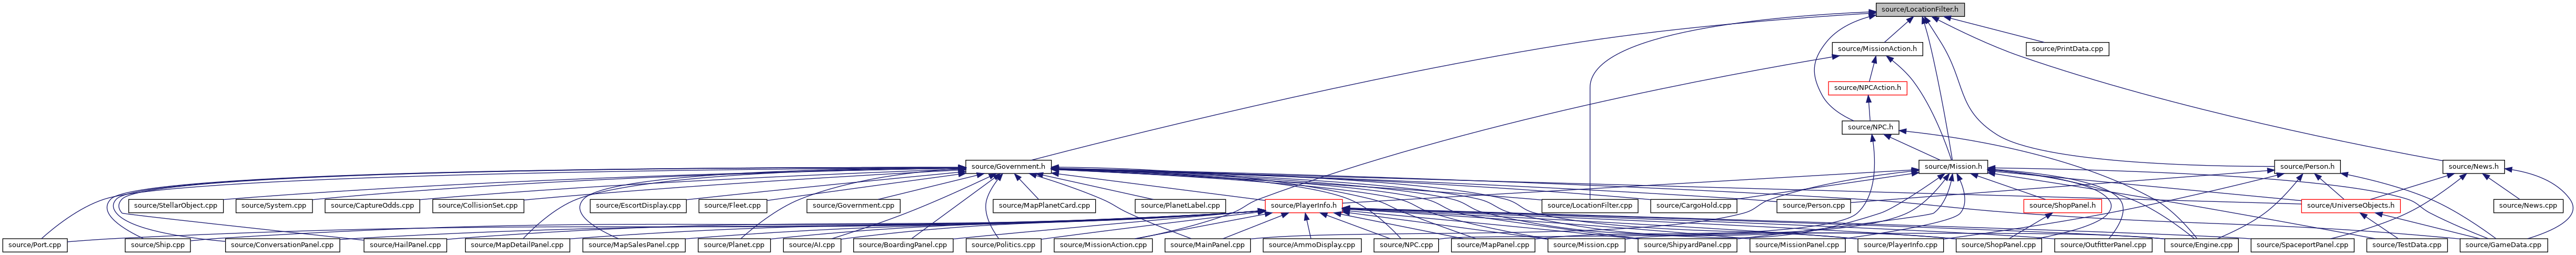 source/LocationFilter.h
source/MissionAction.h
source/PrintData.cpp
source/NPCAction.h
source/NPC.h
source/Government.h
source/Mission.h
source/Person.h
source/News.h
source/StellarObject.cpp
source/System.cpp
source/CaptureOdds.cpp
source/CollisionSet.cpp
source/EscortDisplay.cpp
source/Fleet.cpp
source/Government.cpp
source/MapPlanetCard.cpp
source/PlanetLabel.cpp
source/PlayerInfo.h
source/LocationFilter.cpp
source/CargoHold.cpp
source/Person.cpp
source/ShopPanel.h
source/UniverseObjects.h
source/News.cpp
source/Port.cpp
source/Ship.cpp
source/ConversationPanel.cpp
source/HailPanel.cpp
source/MapDetailPanel.cpp
source/MapSalesPanel.cpp
source/Planet.cpp
source/AI.cpp
source/BoardingPanel.cpp
source/Politics.cpp
source/MissionAction.cpp
source/MainPanel.cpp
source/AmmoDisplay.cpp
source/NPC.cpp
source/MapPanel.cpp
source/Mission.cpp
source/ShipyardPanel.cpp
source/MissionPanel.cpp
source/PlayerInfo.cpp
source/ShopPanel.cpp
source/OutfitterPanel.cpp
source/Engine.cpp
source/SpaceportPanel.cpp
source/TestData.cpp
source/GameData.cpp